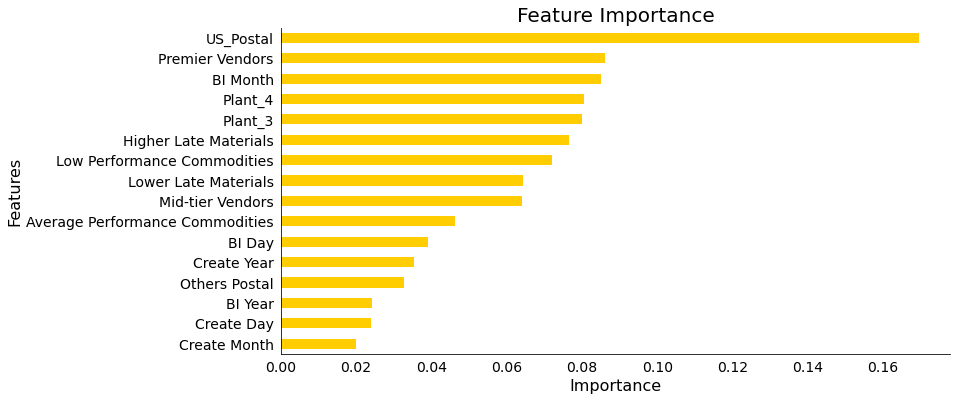 Feature Importance
Features
US_Postal
Premier Vendors
BI Month
Plant_4
Plant_3
Higher Late Materials
Low Performance Commodities
Lower Late Materials
Mid-tier Vendors
Average Performance Commodities
BI Day
Create Year
Others Postal
BI Year
Create Day
Create Month
0.00 0.02 0.04 0.06 0.08 0.10 0.12 0.14 0.16
Importance